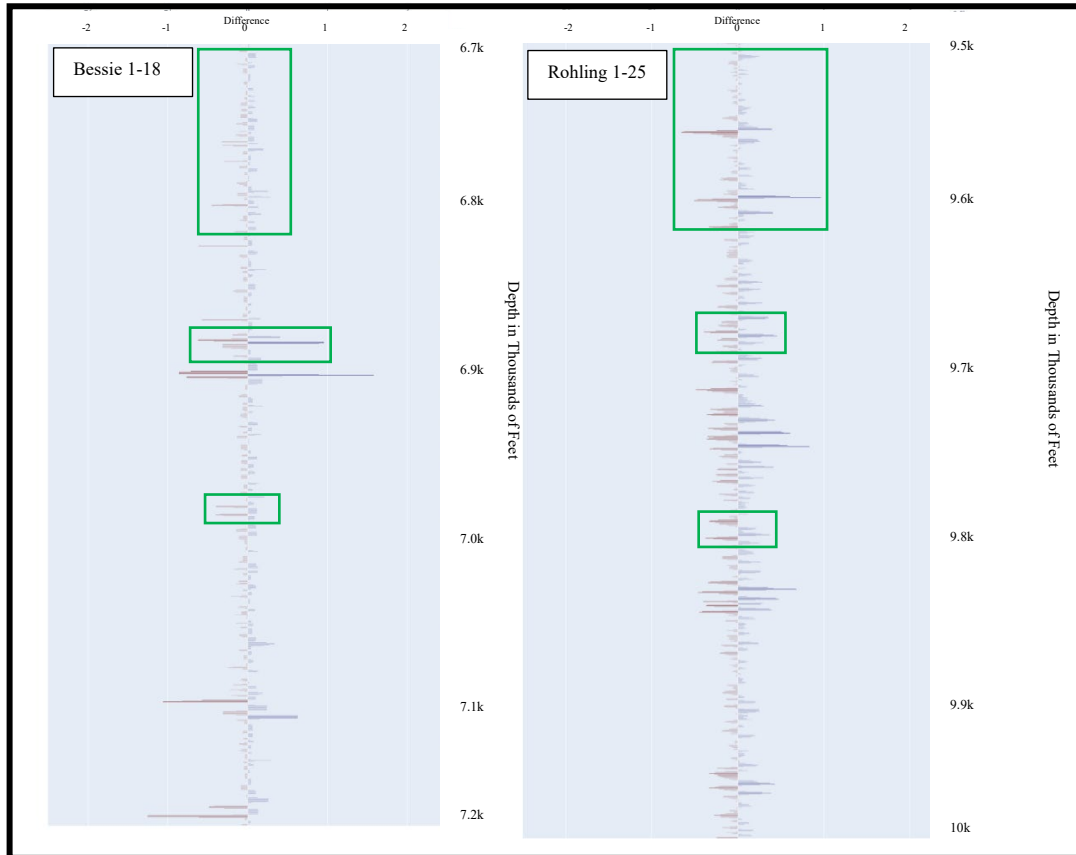 Difference
-2 -1 0 1 2
Bessie 1-18
6.7k
6.8k
6.9k
7.0k
7.1k
7.2k
Depth in Thousands of Feet
Difference
-2 -1 0 1 2
Rohling 1-25
9.5k
9.6k
9.7k
9.8k
9.9k
10k
Depth in Thousands of Feet